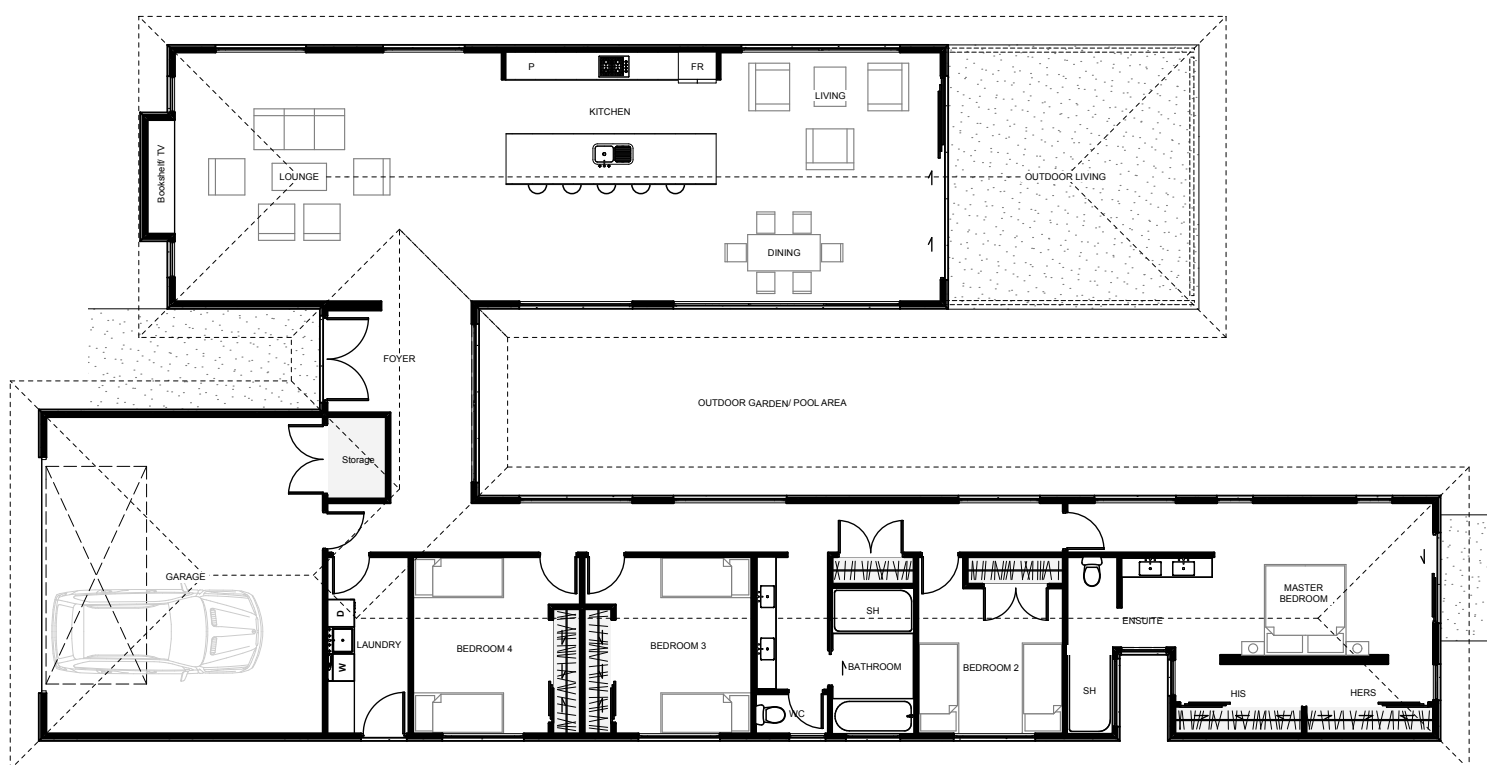 P
FR
LIVING
KITCHEN
Bookshelf/ TV
LOUNGE
OUTDOOR LIVING
DINING
FOYER
OUTDOOR GARDEN/ POOL AREA
Storage
GARAGE
D
W
LAUNDRY
BEDROOM 4
BEDROOM 3
WC
SH
BATHROOM
BEDROOM 2
ENSUITE
SH
MASTER
BEDROOM
HIS
HERS